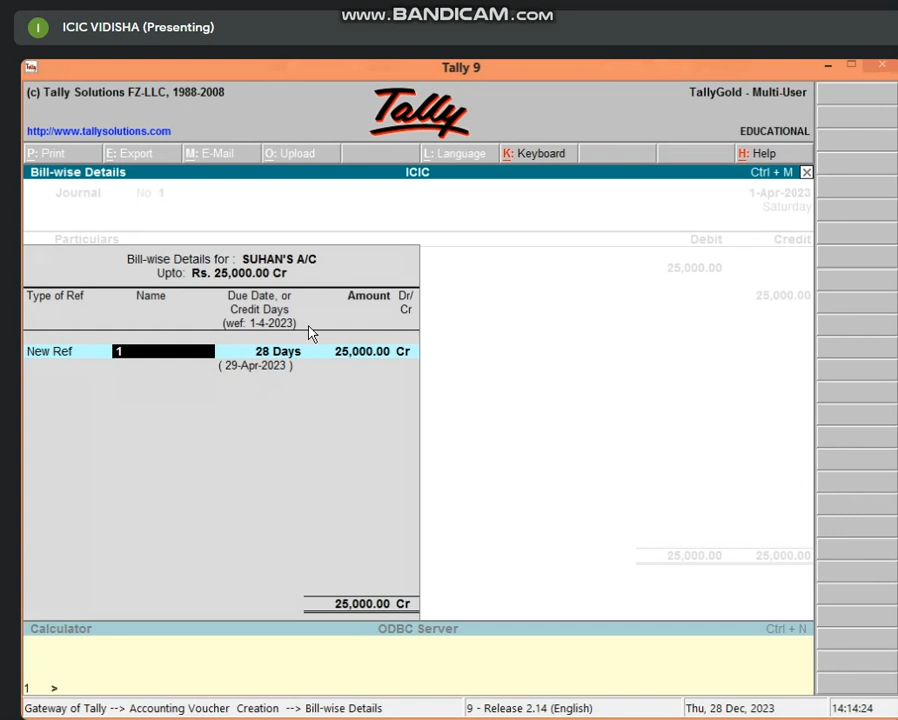 www.BANDICAM.com
I ICIC VIDISHA (Presenting)
Tally Tally 9
(c) Tally Solutions FZ-LLC, 1988-2008 Tally TallyGold - Multi-User
http://www.tallysolutions.com EDUCATIONAL
P: Print E: Export M: E-Mail O: Upload L: Language K: Keyboard H: Help
Bill-wise Details ICIC Ctrl + M
Journal No 1 1-Apr-2023
Saturday
Particulars Debit Credit
Bill-wise Details for : SUHAN'S A/C
Upto: Rs. 25,000.00 Cr
25,000.00
Type of Ref Name Due Date, or Amount Dr/
Credit Days Cr
(wef: 1-4-2023)
25,000.00
New Ref 1 28 Days 25,000.00 Cr
( 29-Apr-2023 )
25,000.00 25,000.00
25,000.00 Cr
Calculator ODBC Server Ctrl + N
1 >
Gateway of Tally --> Accounting Voucher Creation --> Bill-wise Details 9 - Release 2.14 (English) Thu, 28 Dec, 2023 14:14:24